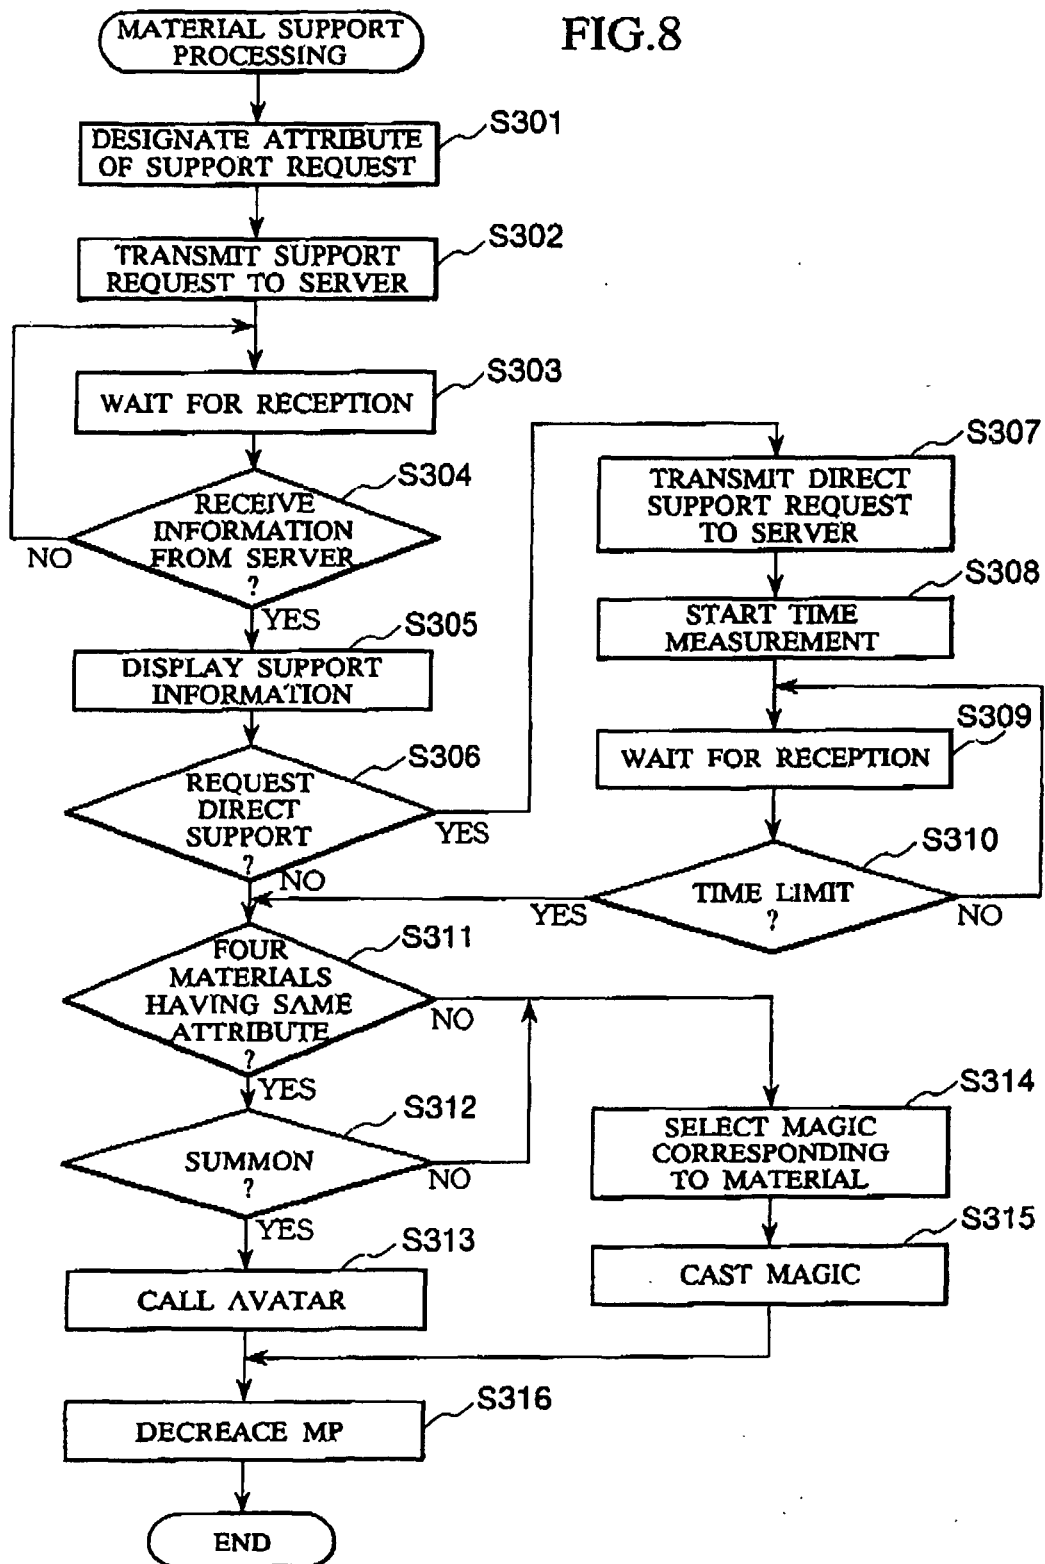 FIG.8
MATERIAL SUPPORT
PROCESSING
S301
DESIGNATE ATTRIBUTE
OF SUPPORT REQUEST
S302
TRANSMIT SUPPORT
REQUEST TO SERVER
S303
WAIT FOR RECEPTION
S304
RECEIVE
INFORMATION
FROM SERVER
?
NO
YES
S305
DISPLAY SUPPORT
INFORMATION
S306
REQUEST
DIRECT
SUPPORT
?
YES
NO
S307
TRANSMIT DIRECT
SUPPORT REQUEST
TO SERVER
S308
START TIME
MEASUREMENT
S309
WAIT FOR RECEPTION
S310
TIME LIMIT
?
YES
NO
S311
FOUR
MATERIALS
HAVING SAME
ATTRIBUTE
?
NO
YES
S312
SUMMON
?
NO
YES
S313
CALL AVATAR
S314
SELECT MAGIC
CORRESPONDING
TO MATERIAL
S315
CAST MAGIC
S316
DECREACE MP
END